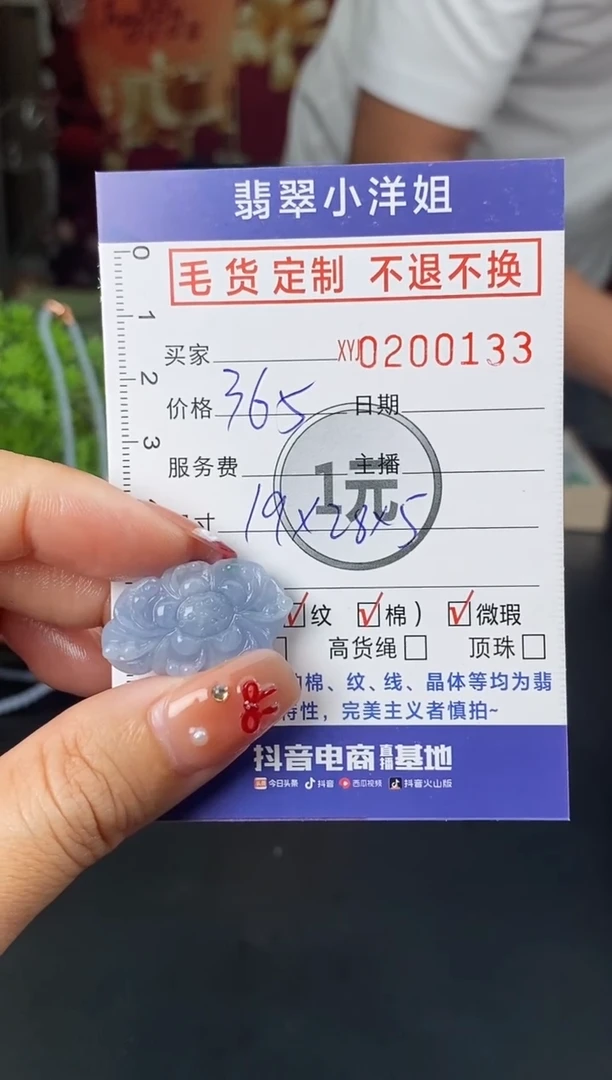 翡翠小洋姐
毛货定制 不退不换
0
1
2
3
买家 XYJ0200133
价格 365 日期
服务费 主播
1元
寸 19×28×5
纹 棉） 微瑕
高货绳 顶珠
棉、纹、线、晶体等均为翡
特性，完美主义者慎拍~
抖音电商直播基地
今日头条 抖音 西瓜视频 抖音火山版